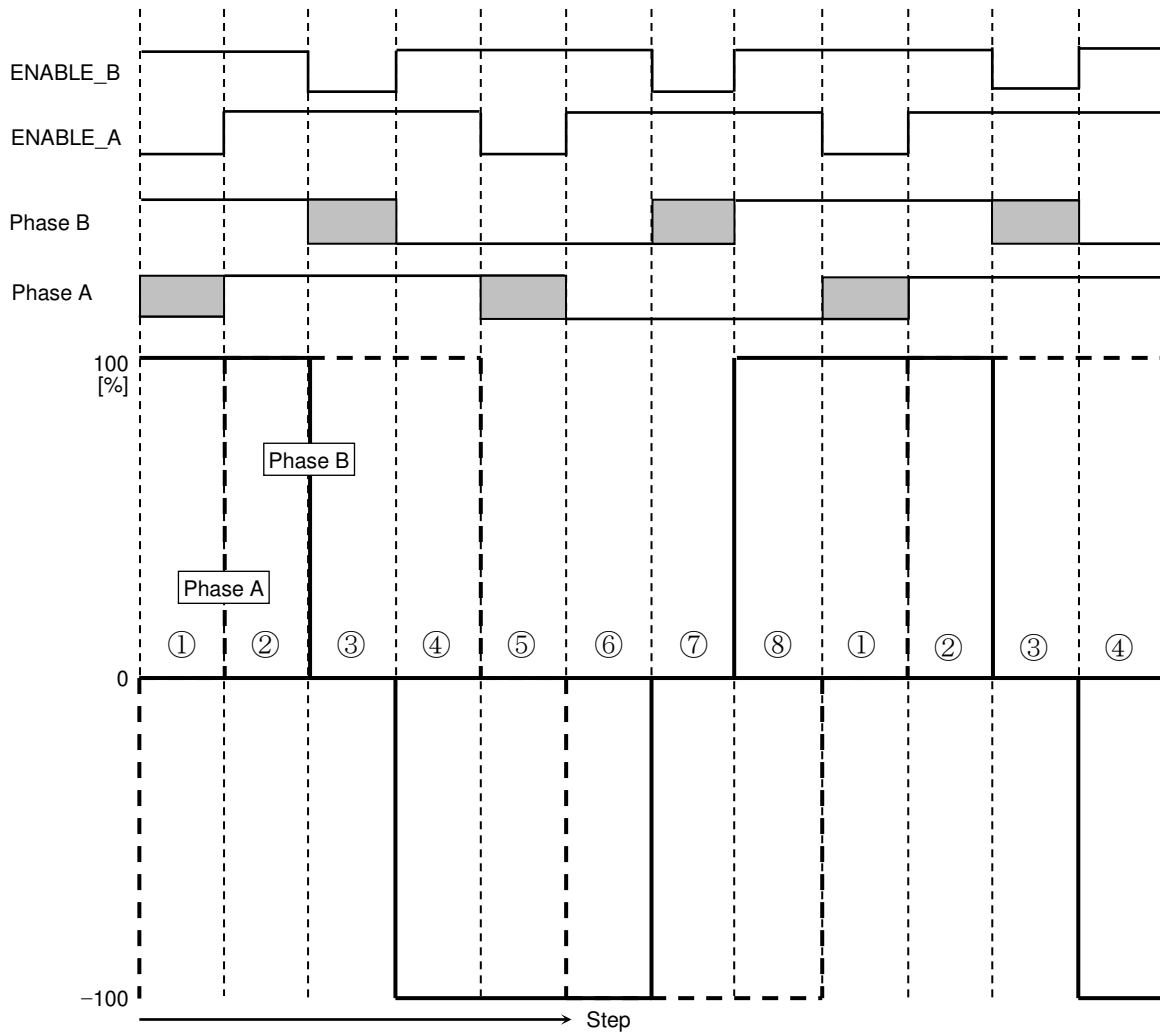 ENABLE_B
ENABLE_A
Phase B
Phase A
100
[%]
Phase B
Phase A
① ② ③ ④ ⑤ ⑥ ⑦ ⑧ ① ② ③ ④
0
−100
Step